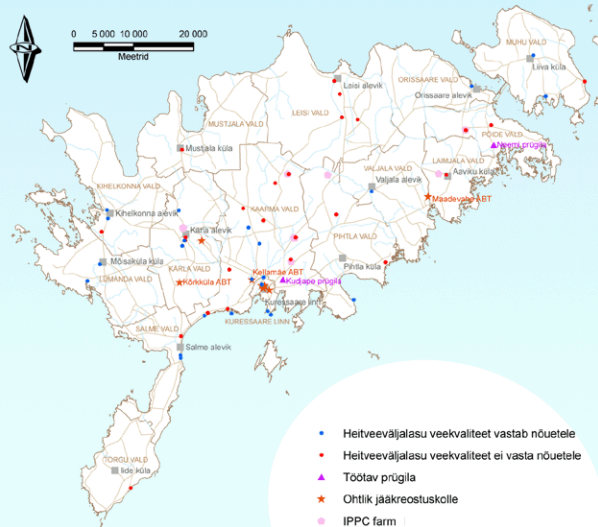 N
0 5 000 10 000 20 000
Meetrid
MUHU VALD
Liiva küla
ORISSAARE VALD
Leisi alevik
Orissaare alevik
LEISI VALD
MUSTJALA VALD
PÖIDE VALD
Mustjala küla
Neemi prügila
LAIMJALA VALD
VALJALA VALD
Aaviku küla
KIHELKONNA VALD
Valjala alevik
Maadevahe ABT
Kihelkonna alevik
KAARMA VALD
Kärla alevik
PIHTLA VALD
Mõisaküla küla
KÄRLA VALD
Pihtla küla
LÜMANDA VALD
Kellamäe ABT
Kõrkküla ABT
Kudjape prügila
Kuressaare linn
SALME VALD
KURESSAARE LINN
Salme alevik
TORGU VALD
Iide küla
Heitveeväljalasu veekvaliteet vastab nõuetele
Heitveeväljalasu veekvaliteet ei vasta nõuetele
Töötav prügila
Ohtlik jääkreostuskolle
IPPC farm